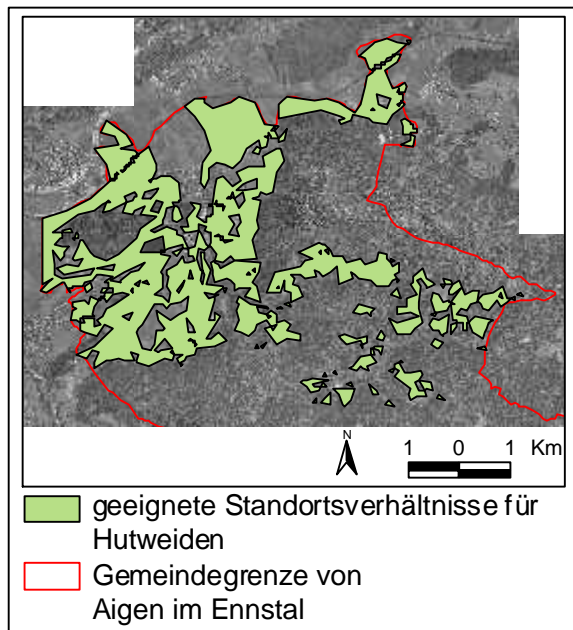 N
1 0 1 Km
geeignete Standortsverhältnisse für
Hutweiden
Gemeindegrenze von
Aigen im Ennstal